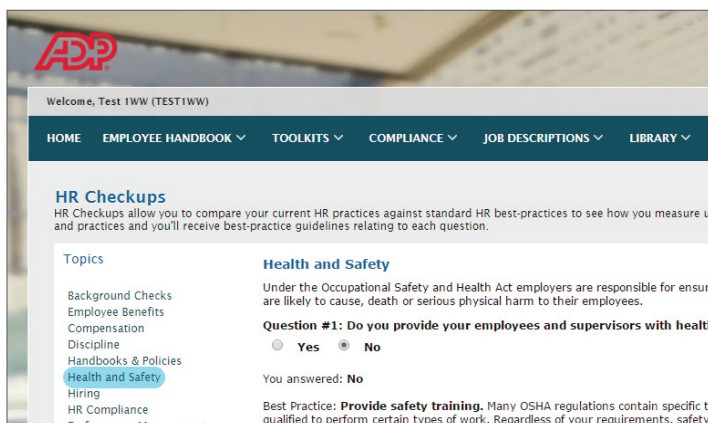 ADP
Welcome, Test 1WW (TEST1WW)
HOME EMPLOYEE HANDBOOK TOOLKITS COMPLIANCE JOB DESCRIPTIONS LIBRARY
HR Checkups
HR Checkups allow you to compare your current HR practices against standard HR best-practices to see how you measure
and practices and you'll receive best-practice guidelines relating to each question.
Topics
Background Checks
Employee Benefits
Compensation
Discipline
Handbooks & Policies
Health and Safety
Hiring
HR Compliance
Health and Safety
Under the Occupational Safety and Health Act employers are responsible for
are likely to cause, death or serious physical harm to their employees.
Question #1: Do you provide your employees and supervisors with
Yes No
You answered: No
Best Practice: Provide safety training. Many OSHA regulations contain specific
qualified to perform certain types of work. Regardless of your requirements, safety